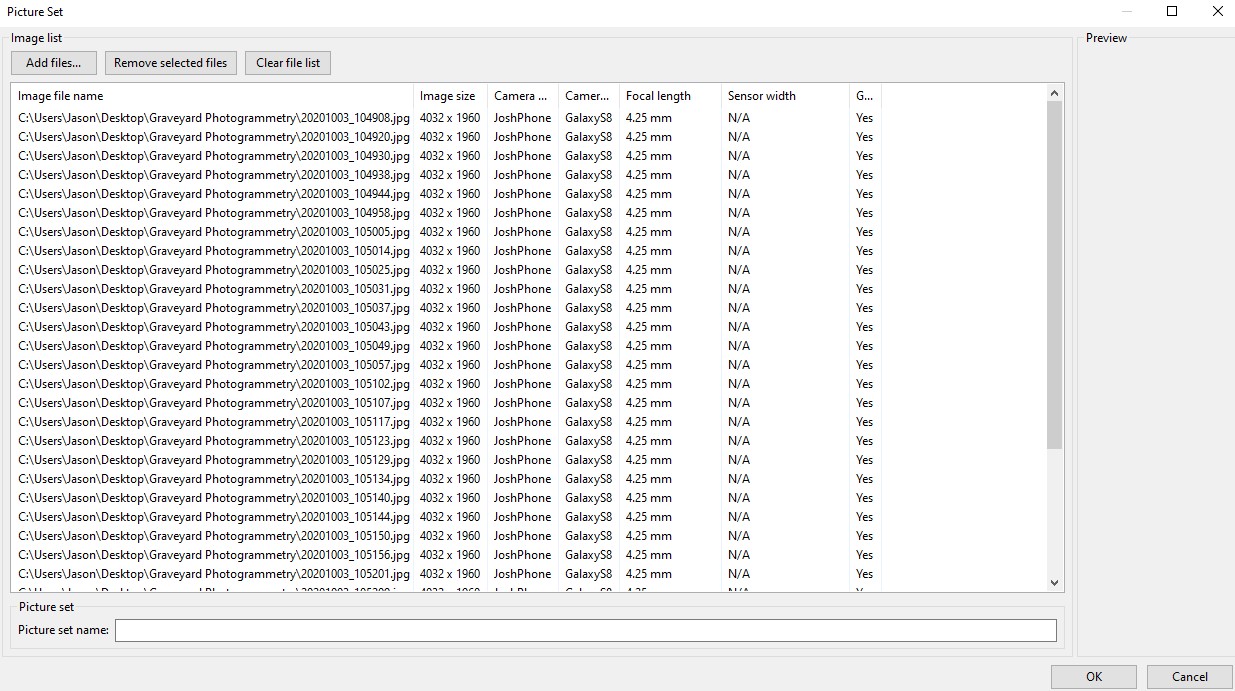 Picture Set
Image list
Preview
Add files... Remove selected files Clear file list
Image file name Image size Camera ... Camer... Focal length Sensor width G...
C:\Users\Jason\Desktop\Graveyard Photogrammetry\20201003_104908.jpg 4032 x 1960 JoshPhone GalaxyS8 4.25 mm N/A Yes
C:\Users\Jason\Desktop\Graveyard Photogrammetry\20201003_104920.jpg 4032 x 1960 JoshPhone GalaxyS8 4.25 mm N/A Yes
C:\Users\Jason\Desktop\Graveyard Photogrammetry\20201003_104930.jpg 4032 x 1960 JoshPhone GalaxyS8 4.25 mm N/A Yes
C:\Users\Jason\Desktop\Graveyard Photogrammetry\20201003_104938.jpg 4032 x 1960 JoshPhone GalaxyS8 4.25 mm N/A Yes
C:\Users\Jason\Desktop\Graveyard Photogrammetry\20201003_104944.jpg 4032 x 1960 JoshPhone GalaxyS8 4.25 mm N/A Yes
C:\Users\Jason\Desktop\Graveyard Photogrammetry\20201003_104958.jpg 4032 x 1960 JoshPhone GalaxyS8 4.25 mm N/A Yes
C:\Users\Jason\Desktop\Graveyard Photogrammetry\20201003_105005.jpg 4032 x 1960 JoshPhone GalaxyS8 4.25 mm N/A Yes
C:\Users\Jason\Desktop\Graveyard Photogrammetry\20201003_105014.jpg 4032 x 1960 JoshPhone GalaxyS8 4.25 mm N/A Yes
C:\Users\Jason\Desktop\Graveyard Photogrammetry\20201003_105025.jpg 4032 x 1960 JoshPhone GalaxyS8 4.25 mm N/A Yes
C:\Users\Jason\Desktop\Graveyard Photogrammetry\20201003_105031.jpg 4032 x 1960 JoshPhone GalaxyS8 4.25 mm N/A Yes
C:\Users\Jason\Desktop\Graveyard Photogrammetry\20201003_105037.jpg 4032 x 1960 JoshPhone GalaxyS8 4.25 mm N/A Yes
C:\Users\Jason\Desktop\Graveyard Photogrammetry\20201003_105043.jpg 4032 x 1960 JoshPhone GalaxyS8 4.25 mm N/A Yes
C:\Users\Jason\Desktop\Graveyard Photogrammetry\20201003_105049.jpg 4032 x 1960 JoshPhone GalaxyS8 4.25 mm N/A Yes
C:\Users\Jason\Desktop\Graveyard Photogrammetry\20201003_105057.jpg 4032 x 1960 JoshPhone GalaxyS8 4.25 mm N/A Yes
C:\Users\Jason\Desktop\Graveyard Photogrammetry\20201003_105102.jpg 4032 x 1960 JoshPhone GalaxyS8 4.25 mm N/A Yes
C:\Users\Jason\Desktop\Graveyard Photogrammetry\20201003_105107.jpg 4032 x 1960 JoshPhone GalaxyS8 4.25 mm N/A Yes
C:\Users\Jason\Desktop\Graveyard Photogrammetry\20201003_105117.jpg 4032 x 1960 JoshPhone GalaxyS8 4.25 mm N/A Yes
C:\Users\Jason\Desktop\Graveyard Photogrammetry\20201003_105123.jpg 4032 x 1960 JoshPhone GalaxyS8 4.25 mm N/A Yes
C:\Users\Jason\Desktop\Graveyard Photogrammetry\20201003_105129.jpg 4032 x 1960 JoshPhone GalaxyS8 4.25 mm N/A Yes
C:\Users\Jason\Desktop\Graveyard Photogrammetry\20201003_105134.jpg 4032 x 1960 JoshPhone GalaxyS8 4.25 mm N/A Yes
C:\Users\Jason\Desktop\Graveyard Photogrammetry\20201003_105140.jpg 4032 x 1960 JoshPhone GalaxyS8 4.25 mm N/A Yes
C:\Users\Jason\Desktop\Graveyard Photogrammetry\20201003_105144.jpg 4032 x 1960 JoshPhone GalaxyS8 4.25 mm N/A Yes
C:\Users\Jason\Desktop\Graveyard Photogrammetry\20201003_105150.jpg 4032 x 1960 JoshPhone GalaxyS8 4.25 mm N/A Yes
C:\Users\Jason\Desktop\Graveyard Photogrammetry\20201003_105156.jpg 4032 x 1960 JoshPhone GalaxyS8 4.25 mm N/A Yes
C:\Users\Jason\Desktop\Graveyard Photogrammetry\20201003_105201.jpg 4032 x 1960 JoshPhone GalaxyS8 4.25 mm N/A Yes
Picture set
Picture set name:
OK Cancel